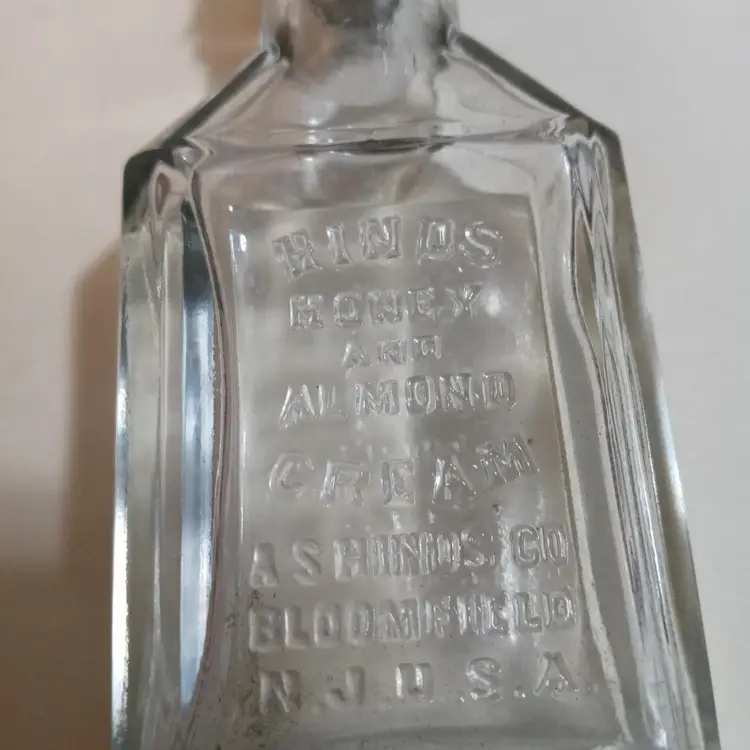 HINDS
HONEY
AND
ALMOND
CREAM
A S HINDS. CO
BLOOMFIELD
N.J.U.S.A.